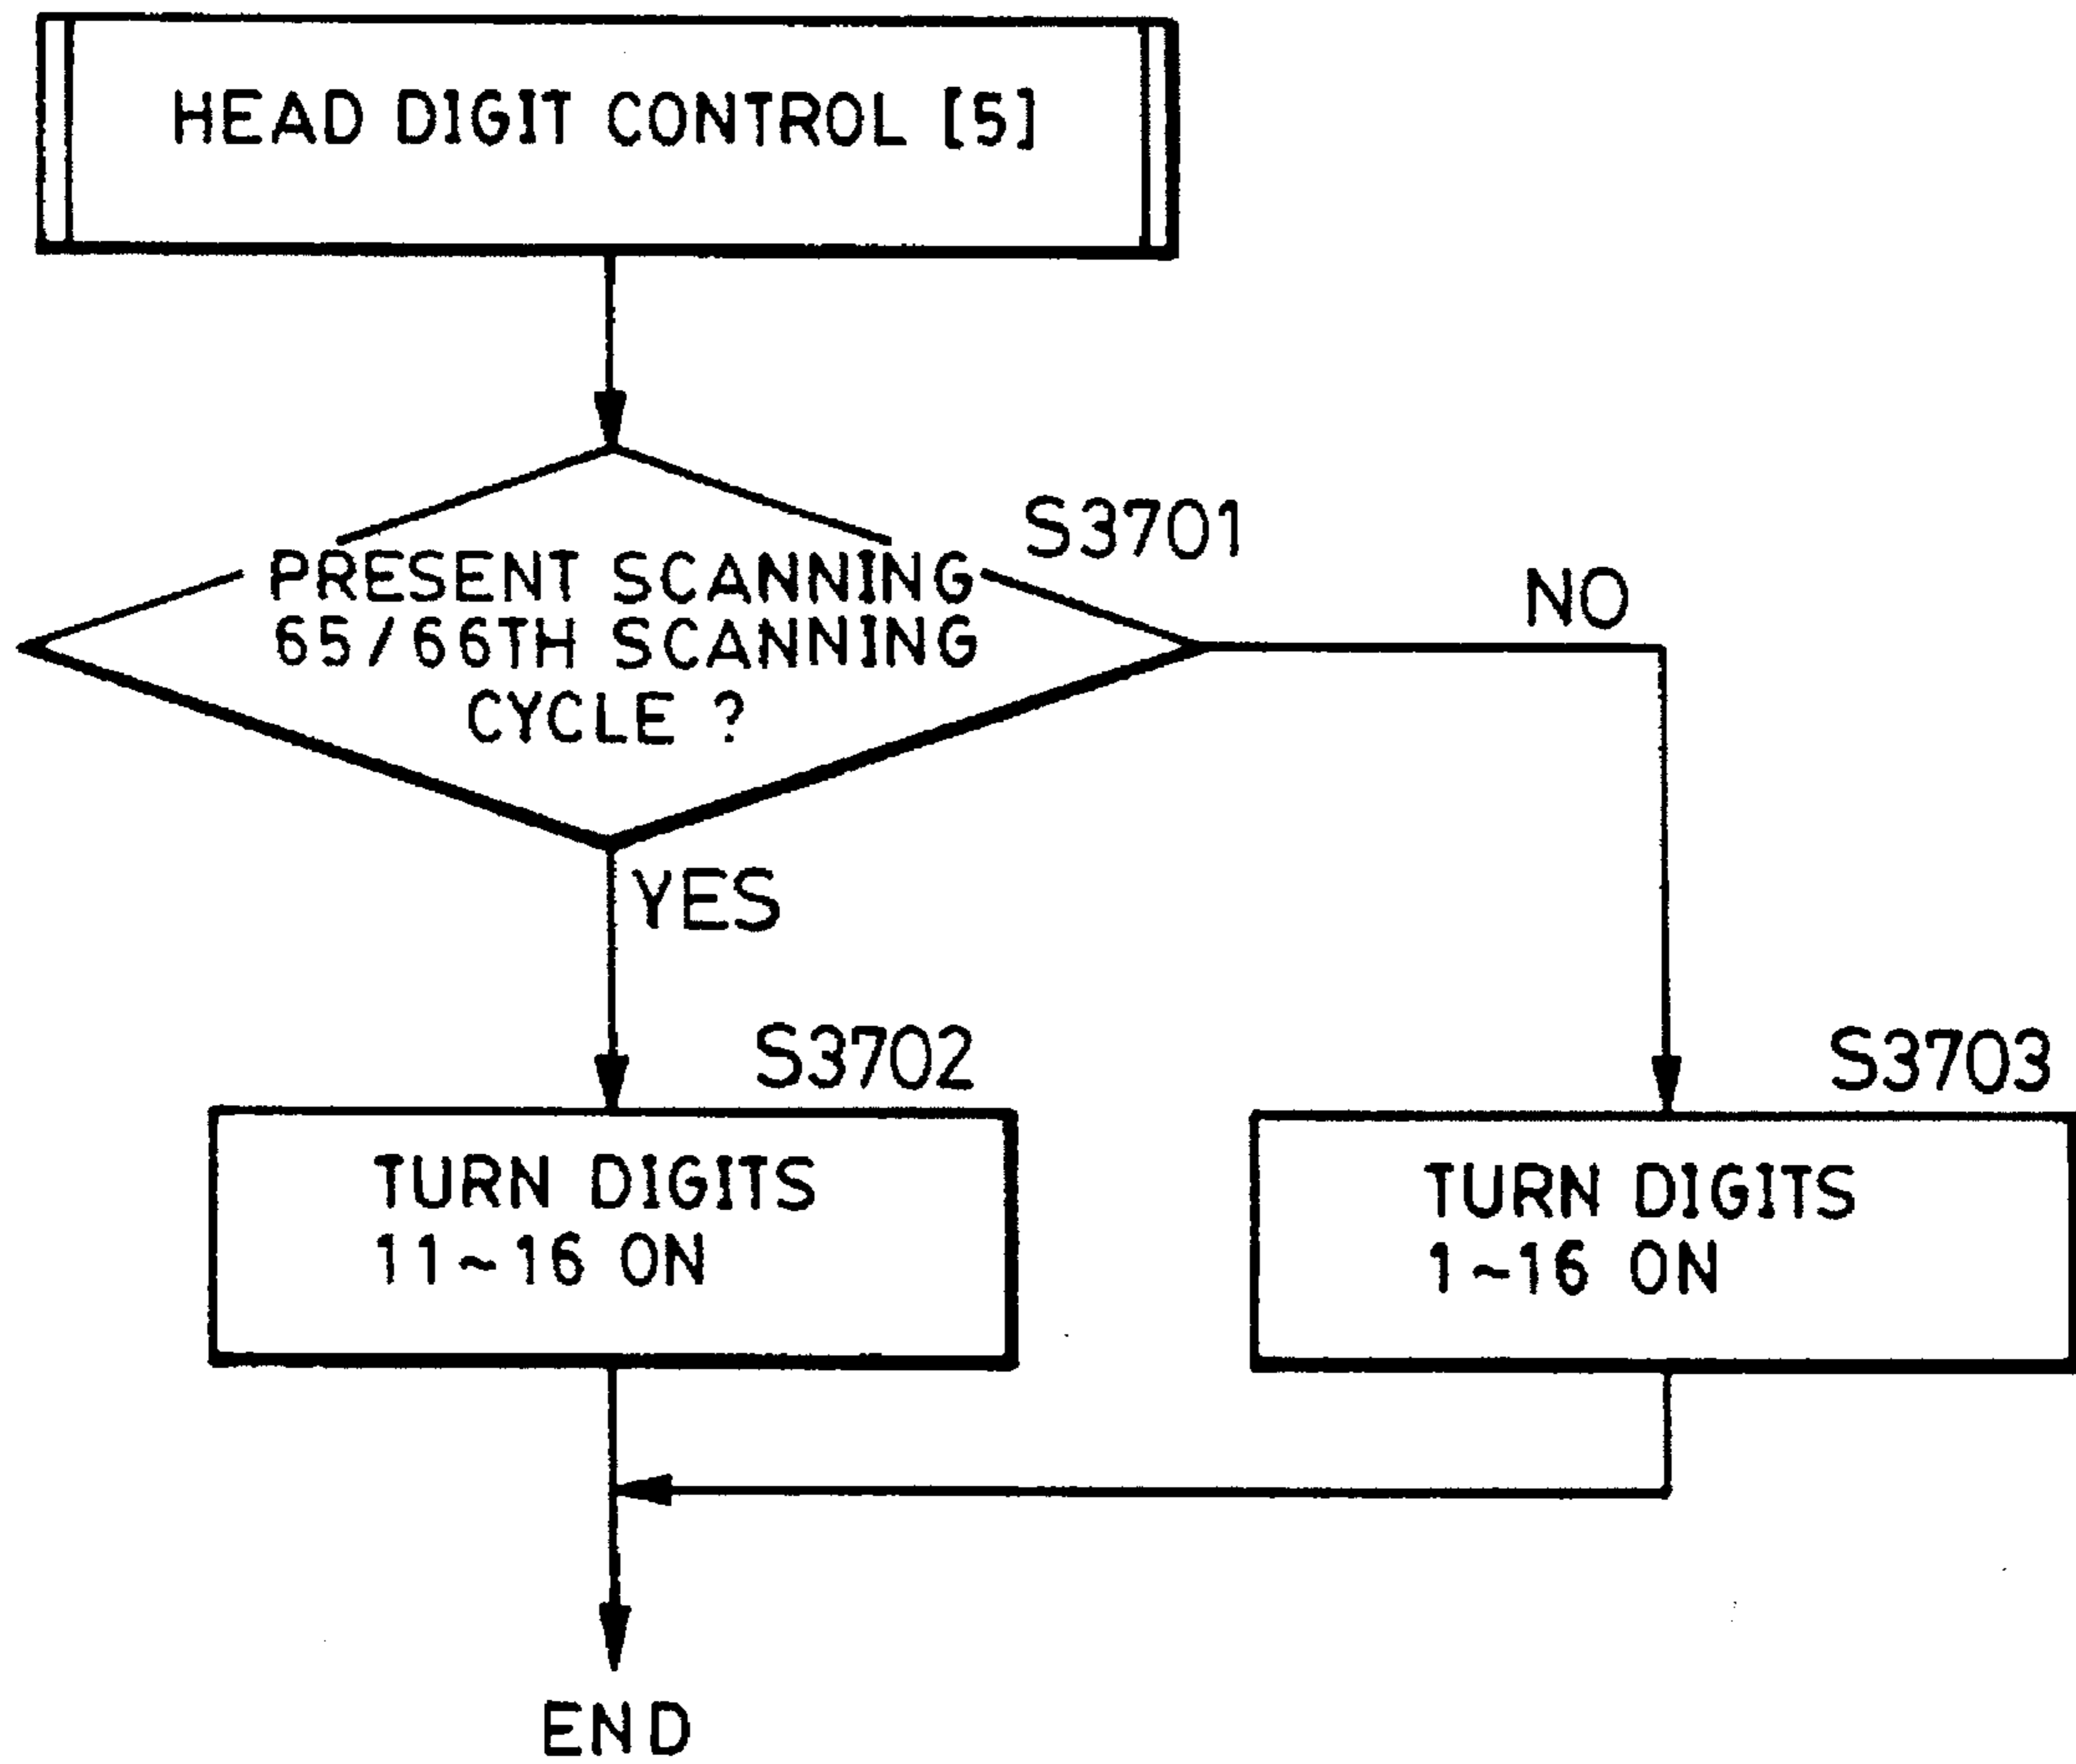 HEAD DIGIT CONTROL [5]
S3701
PRESENT SCANNING
65/66TH SCANNING
CYCLE ?
NO
YES
S3702
S3703
TURN DIGITS
11~16 ON
TURN DIGITS
1~16 ON
END